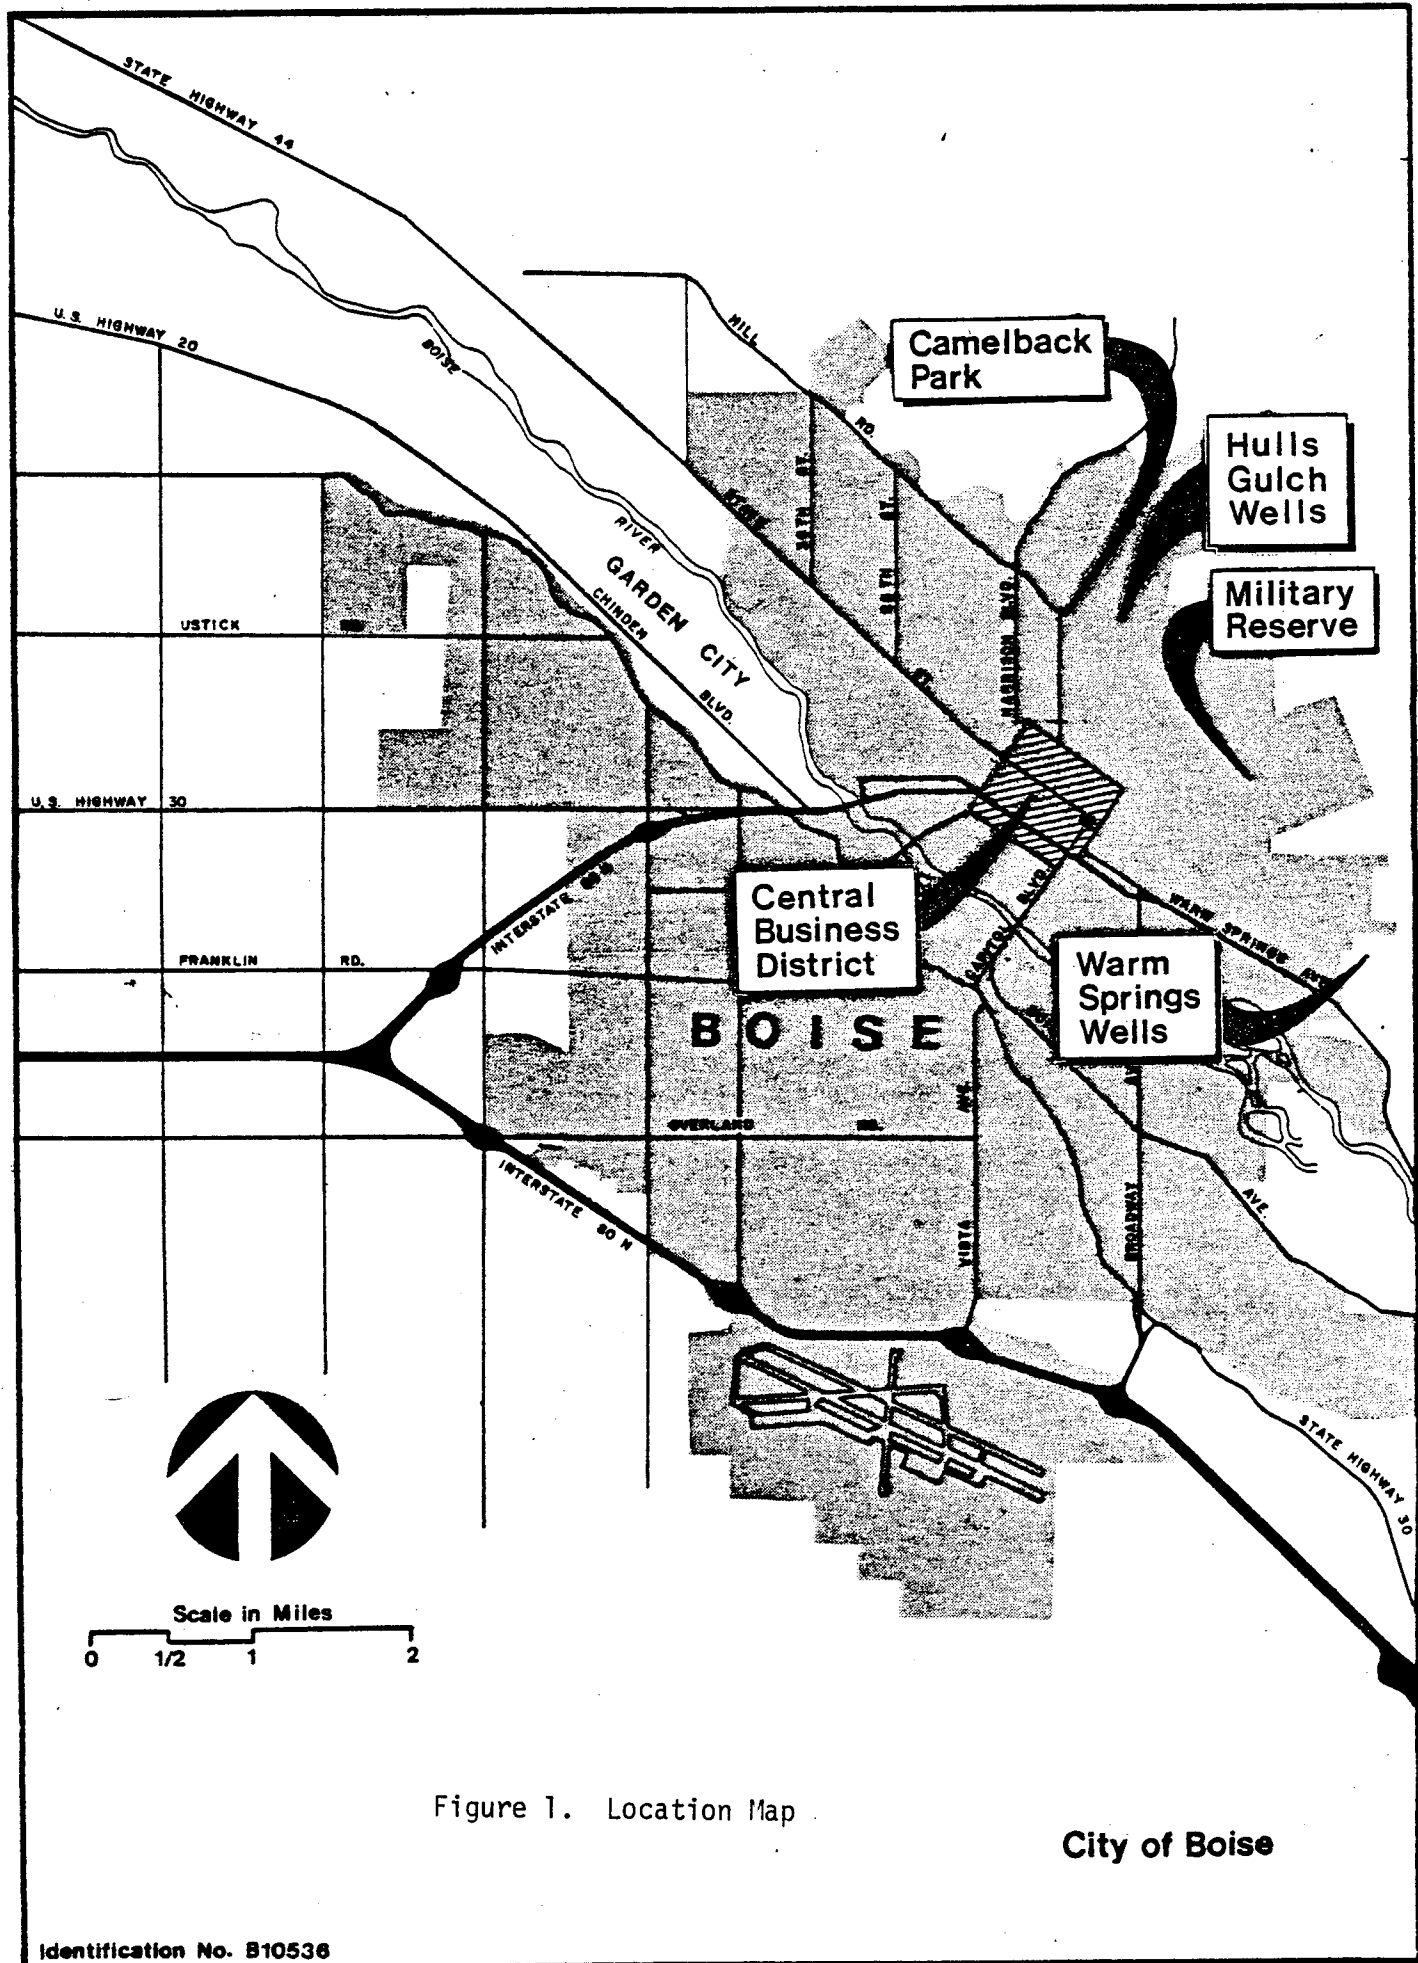 STATE HIGHWAY 44
U.S. HIGHWAY 20
BOISE
RIVER
HILL
RD.
Camelback
Park
Hulls
Gulch
Wells
Military
Reserve
STATE
ST.
ST.
ST.
HARRISON BLVD.
GARDEN CITY
CHINDEN
BLVD.
USTICK
U.S. HIGHWAY 30
INTERSTATE
Central
Business
District
CAPITOL BLVD.
WARM SPRINGS AVE.
Warm
Springs
Wells
FRANKLIN RD.
BOISE
AVE.
OVERLAND RD.
INTERSTATE 80 N
VISTA
BROADWAY
AVE.
STATE HIGHWAY 30
Scale in Miles
0 1/2 1 2
Figure 1. Location Map
City of Boise
Identification No. B10536